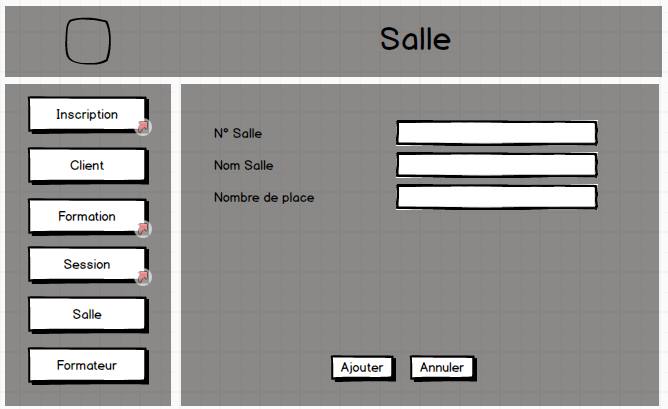 Salle
Inscription
Client
Formation
Session
Salle
Formateur
N° Salle
Nom Salle
Nombre de place
Ajouter
Annuler